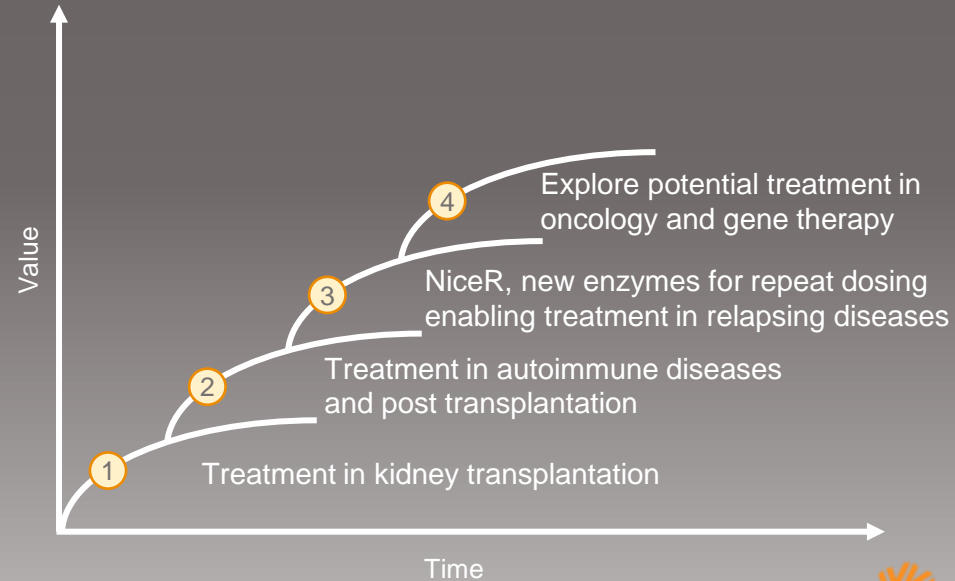 4
Explore potential treatment in
oncology and gene therapy
Value
3
NiceR, new enzymes for repeat dosing
enabling treatment in relapsing diseases
2
Treatment in autoimmune diseases
and post transplantation
1
Treatment in kidney transplantation
Time